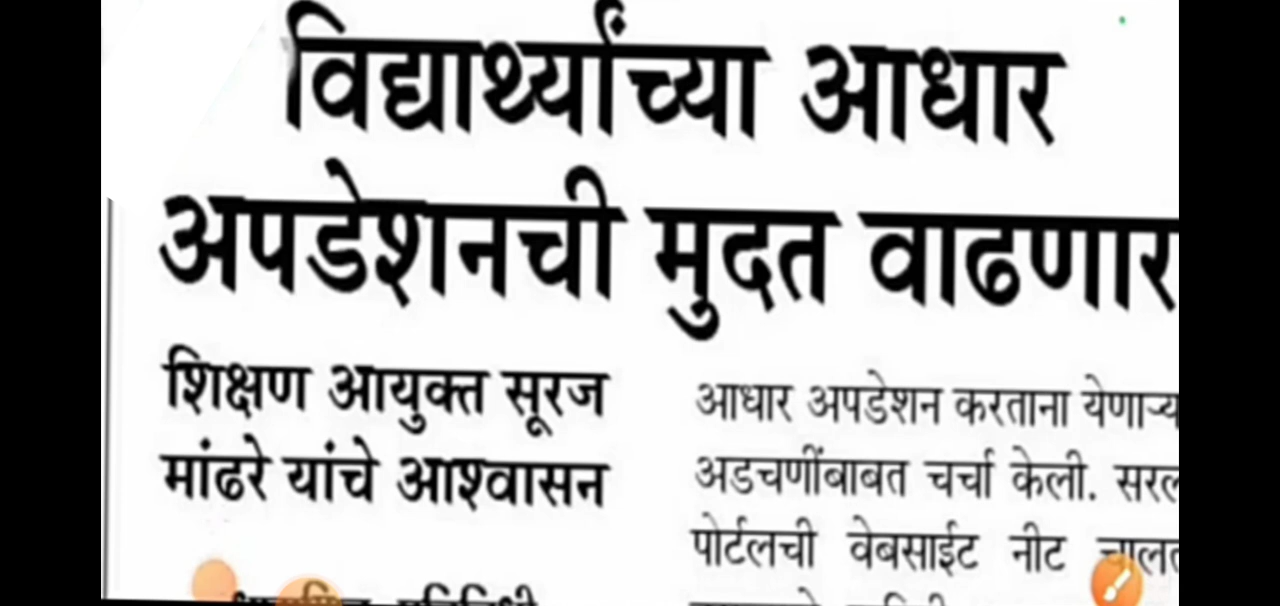 विद्यार्थ्यांच्या आधार
अपडेशनची मुदत वाढणार
शिक्षण आयुक्त सूरज
मांढरे यांचे आश्वासन
आधार अपडेशन करताना
अडचणींबाबत चर्चा केली.
पोर्टलची वेबसाईट नीट